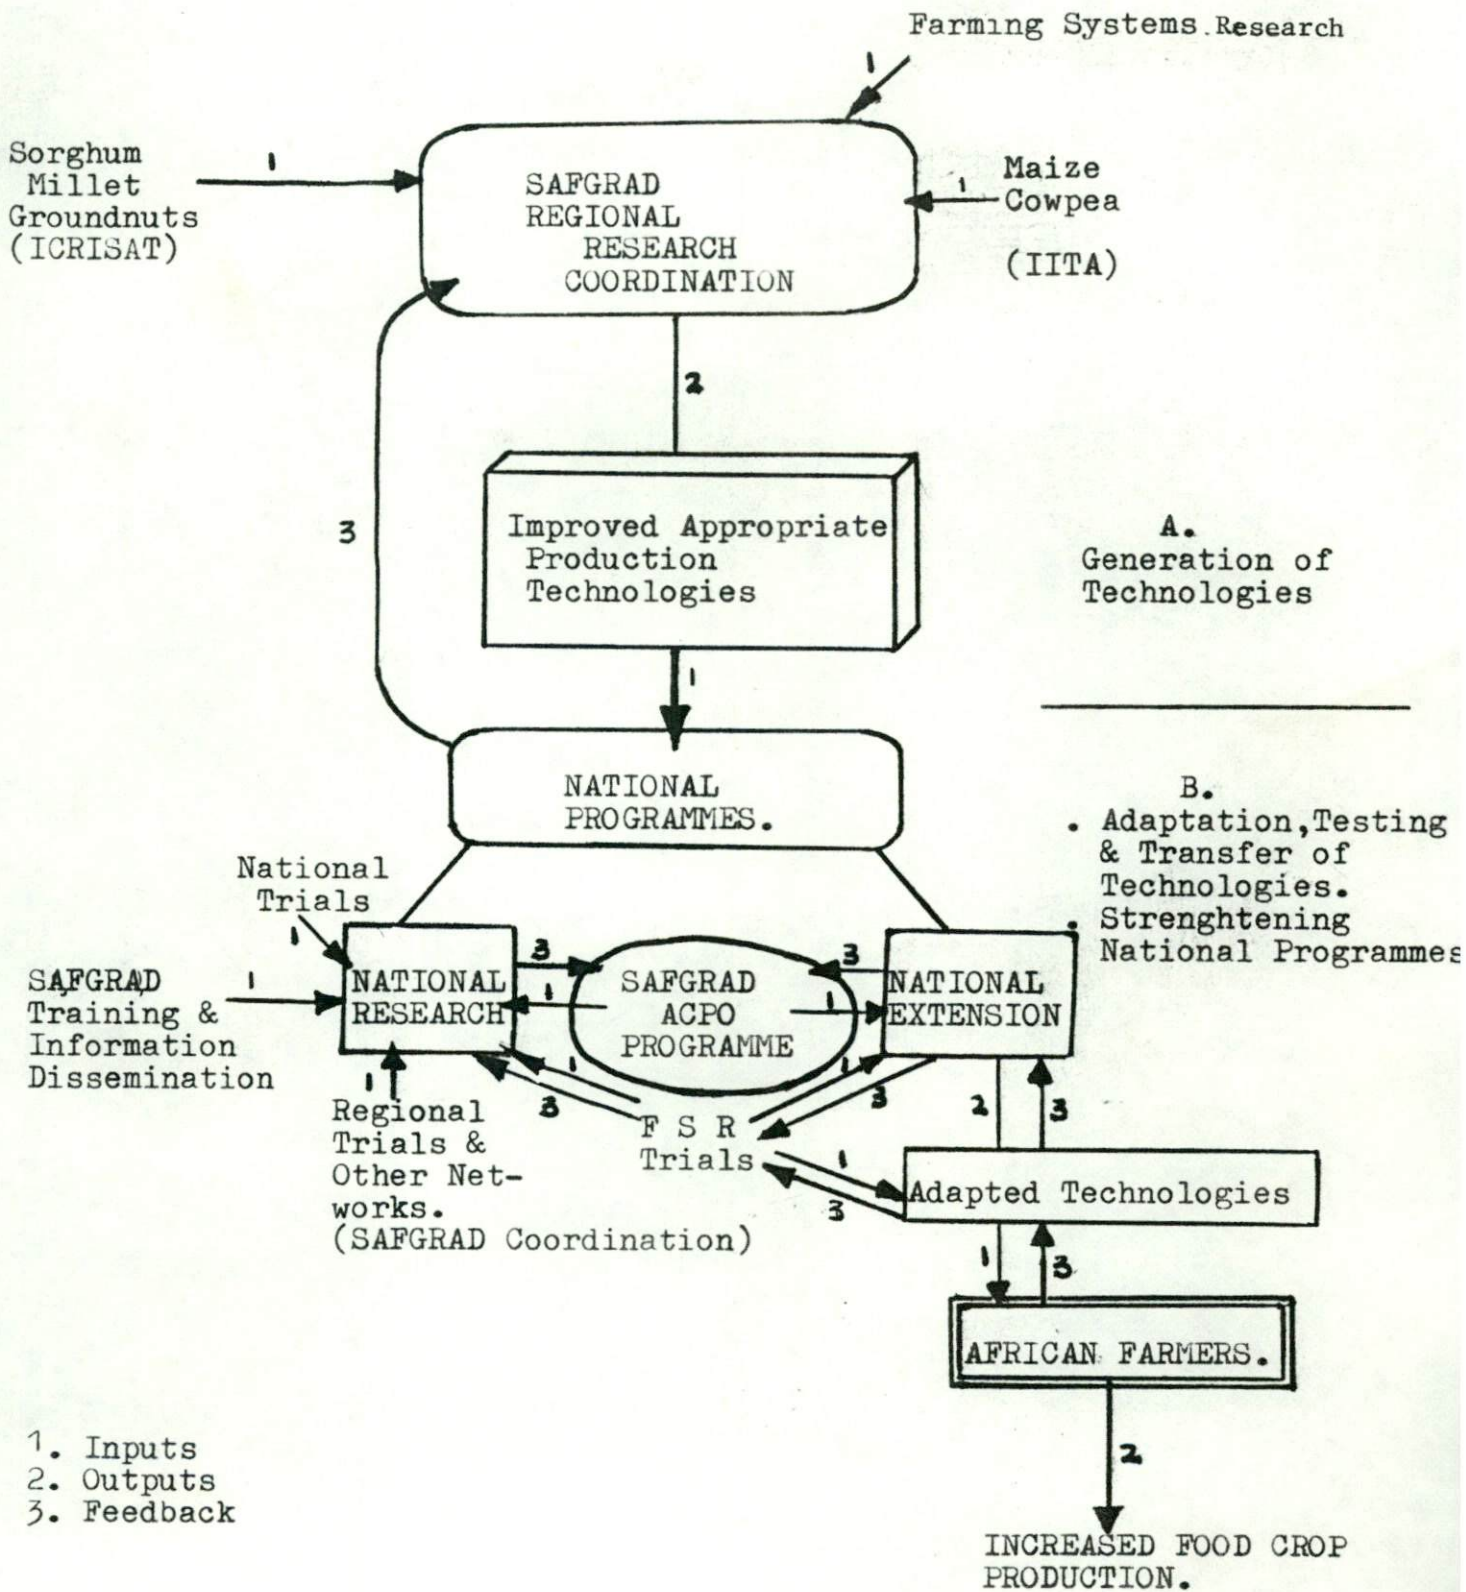 Farming Systems.Research
1
Sorghum
Millet
Groundnuts
(ICRISAT)
1
SAFGRAD
REGIONAL
RESEARCH
COORDINATION
1
Maize
Cowpea
(IITA)
2
3
Improved Appropriate
Production
Technologies
A.
Generation of
Technologies
1
NATIONAL
PROGRAMMES.
B.
. Adaptation,Testing
& Transfer of
Technologies.
. Strenghtening
National Programmes
National
Trials
1
SAFGRAD
Training &
Information
Dissemination
1
NATIONAL
RESEARCH
3
1
SAFGRAD
ACPO
PROGRAMME
3
1
NATIONAL
EXTENSION
1
Regional
Trials &
Other Net-
works.
(SAFGRAD Coordination)
1
3
F S R
Trials
1
3
2
3
1
3
Adapted Technologies
1
3
AFRICAN FARMERS.
2
INCREASED FOOD CROP
PRODUCTION.
1. Inputs
2. Outputs
3. Feedback